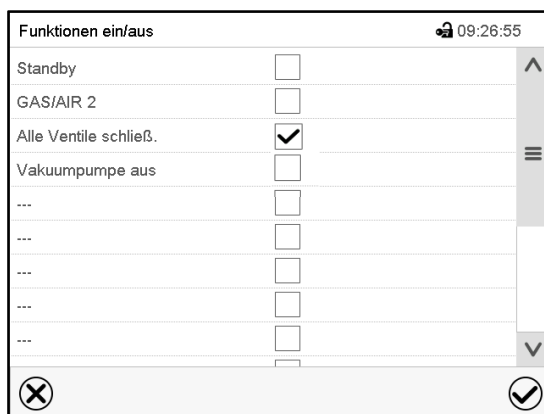 Funktionen ein/aus 09:26:55
Standby
GAS/AIR 2
Alle Ventile schließ.
Vakuumpumpe aus
---
---
---
---
---